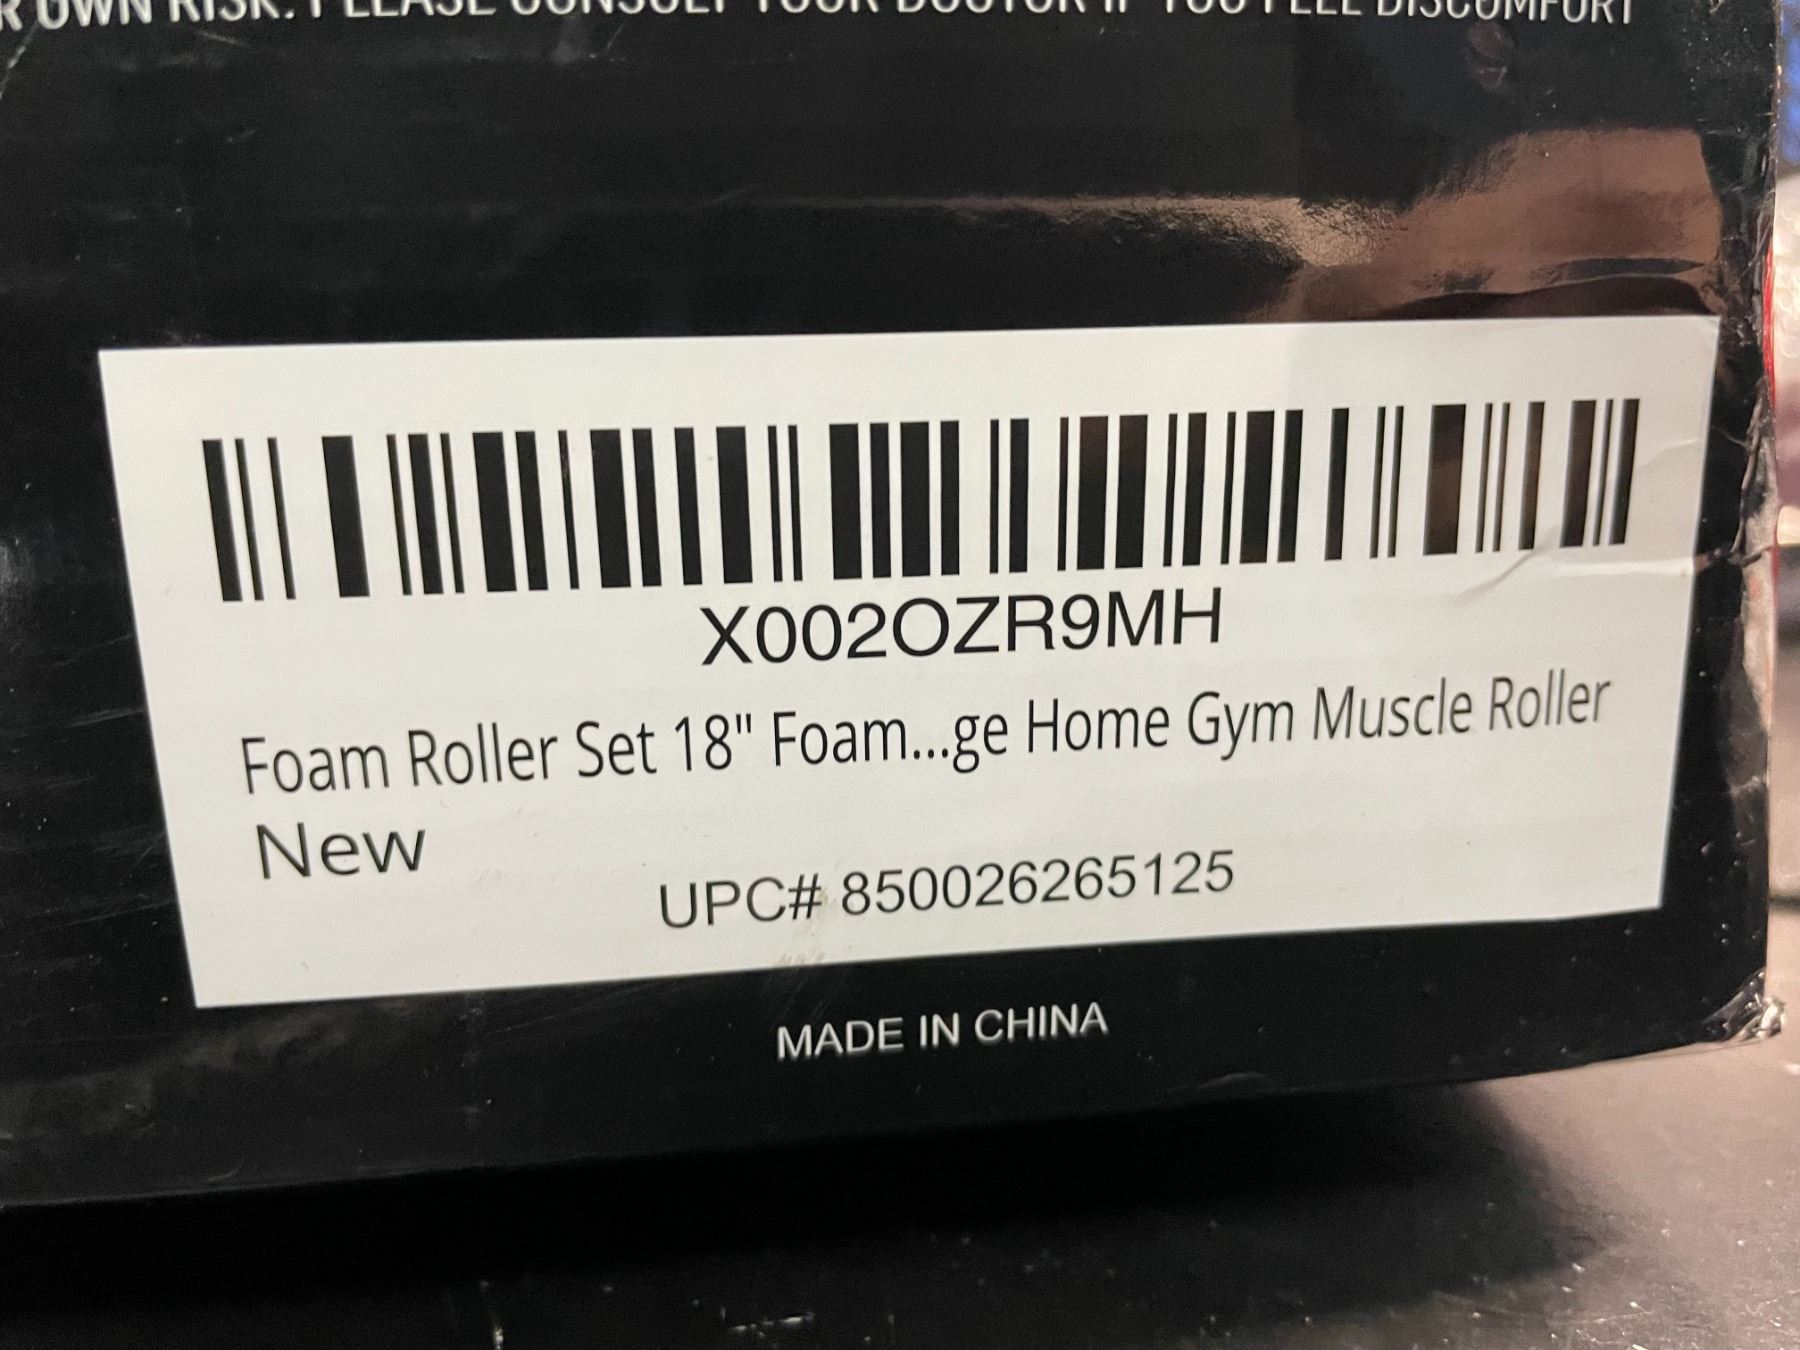 OWN RISK. PLEASE CONSULT YOUR DOCTOR IF YOU FEEL DISCOMFORT
X002OZR9MH
Foam Roller Set 18" Foam...ge Home Gym Muscle Roller
New
UPC# 850026265125
MADE IN CHINA